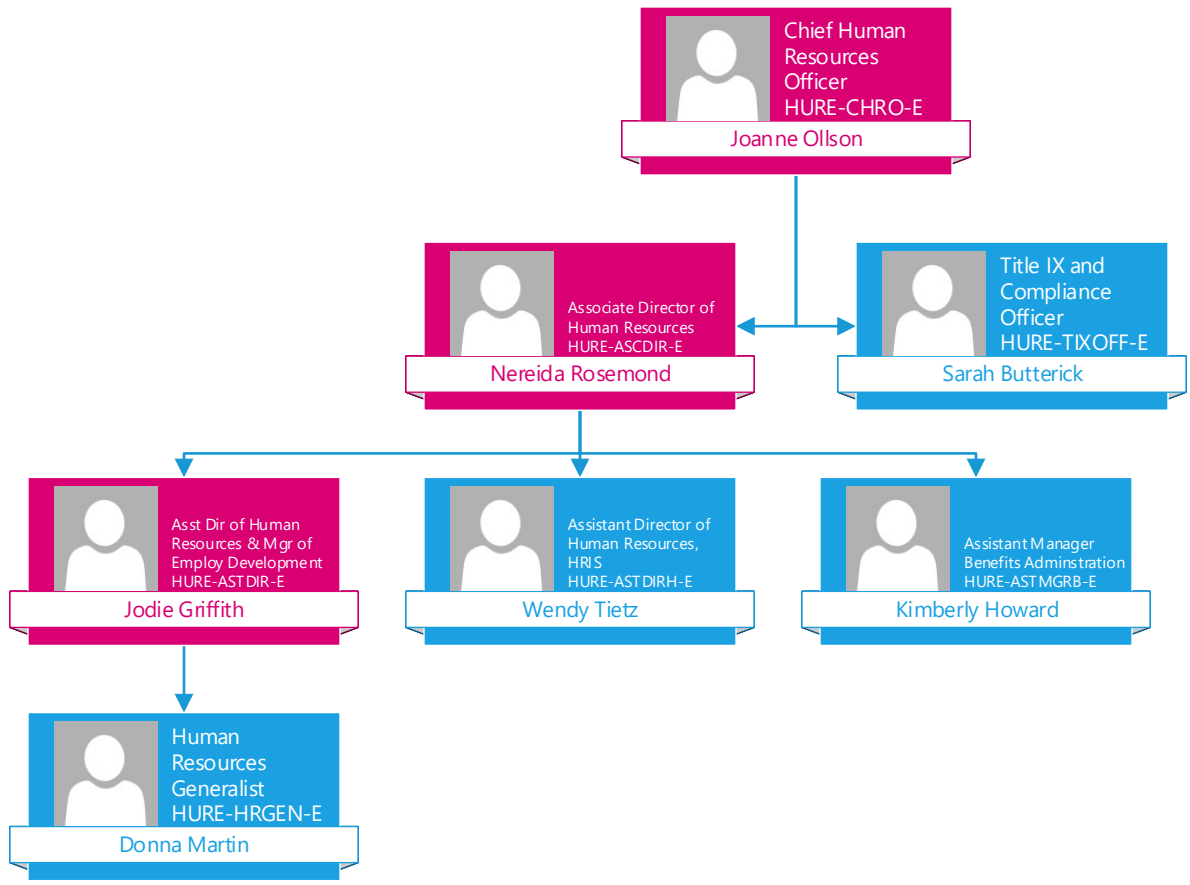 Chief Human
Resources
Officer
HURE-CHRO-E
Joanne Ollson
Associate Director of
Human Resources
HURE-ASCDIR-E
Nereida Rosemond
Title IX and
Compliance
Officer
HURE-TIXOFF-E
Sarah Butterick
Asst Dir of Human
Resources & Mgr of
Employ Development
HURE-ASTDIR-E
Jodie Griffith
Assistant Director of
Human Resources,
HRIS
HURE-ASTDIRH-E
Wendy Tietz
Assistant Manager
Benefits Adminstration
HURE-ASTMGRB-E
Kimberly Howard
Human
Resources
Generalist
HURE-HRGEN-E
Donna Martin